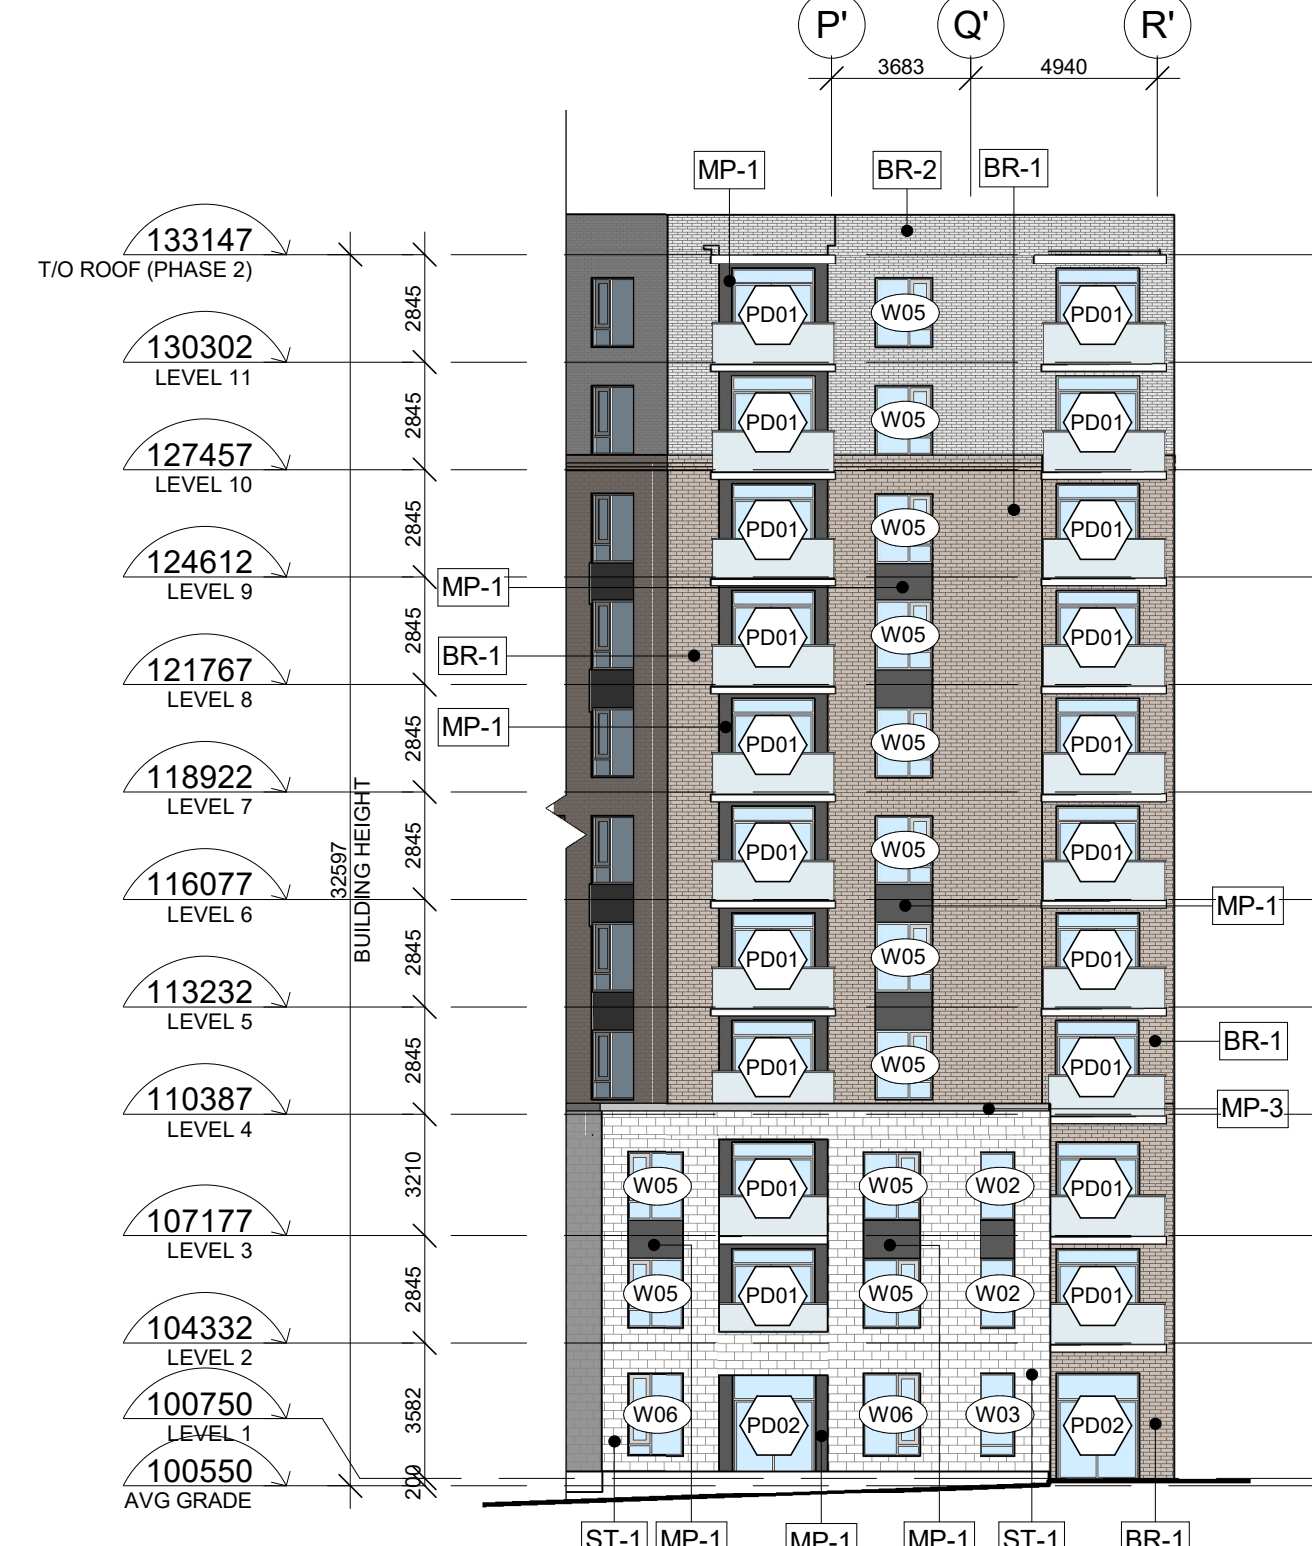 P' Q' R'
3683 4940
MP-1 BR-2 BR-1
133147
T/O ROOF (PHASE 2)
2845
PD01 W05 PD01
130302
LEVEL 11
2845
PD01 W05 PD01
127457
LEVEL 10
2845
PD01 W05 PD01
124612
LEVEL 9
MP-1
2845
PD01 W05 PD01
BR-1
121767
LEVEL 8
MP-1
2845
PD01 W05 PD01
118922
LEVEL 7
32597
BUILDING HEIGHT
2845
PD01 W05 PD01
116077
LEVEL 6
MP-1
2845
PD01 W05 PD01
113232
LEVEL 5
BR-1
2845
PD01 W05 PD01
110387
LEVEL 4
MP-3
3210
W05 PD01 W05 W02 PD01
107177
LEVEL 3
2845
W05 PD01 W05 W02 PD01
104332
LEVEL 2
100750
LEVEL 1
3582
W06 PD02 W06 W03 PD02
100550
AVG GRADE
200
ST-1 MP-1 MP-1 MP-1 ST-1 BR-1